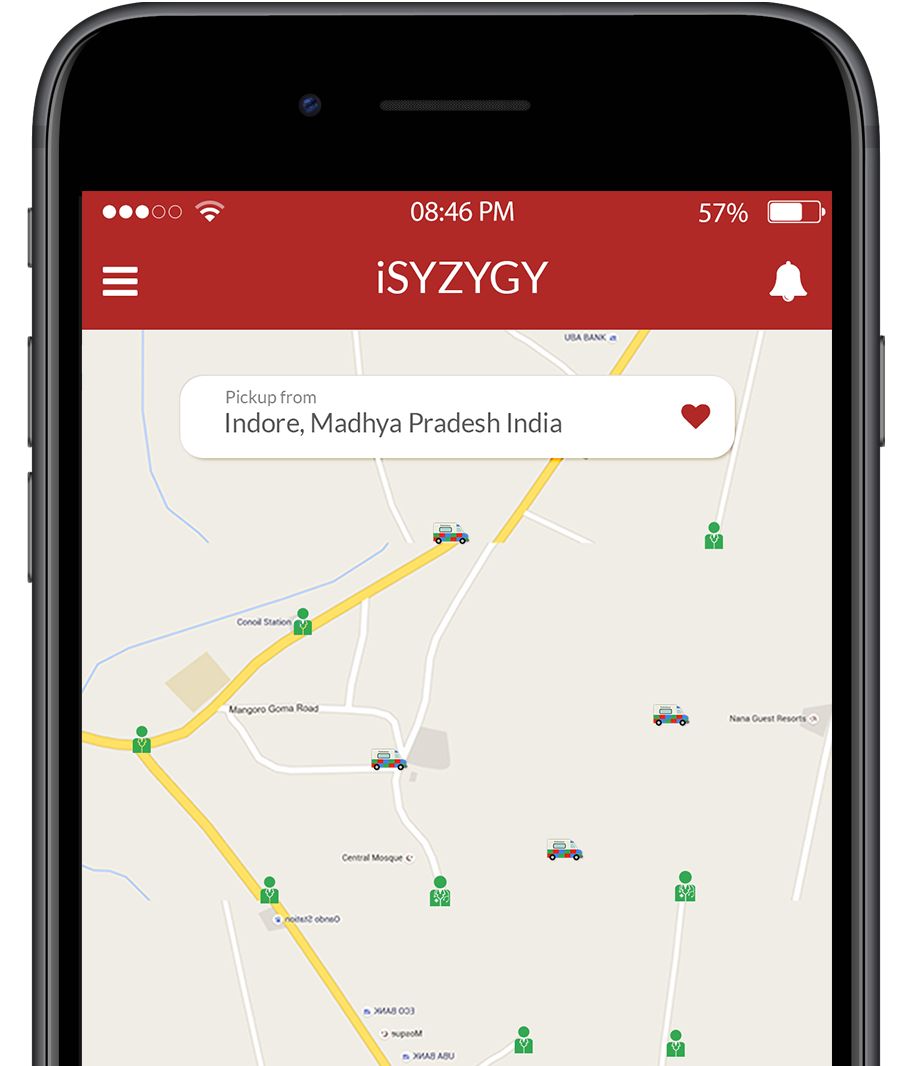 08:46 PM
57%
iSYZYGY
UBA BANK
Pickup from
Indore, Madhya Pradesh India
Conoil Station
Mangoro Goma Road
Nana Guest Resorts
Central Mosque
Oando Station
ECO BANK
Mosque
UBA BANK